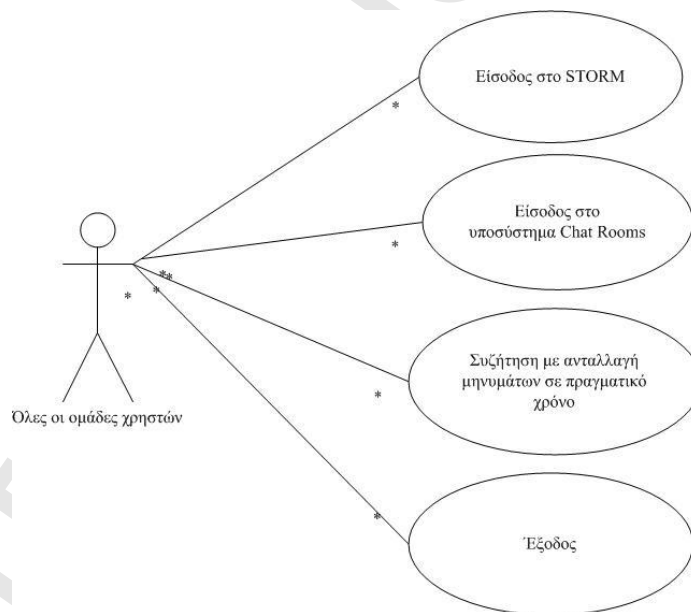 Είσοδος στο STORM
*
Είσοδος στο
υποσύστημα Chat Rooms
*
**
*
*
Συζήτηση με ανταλλαγή
μηνυμάτων σε πραγματικό
χρόνο
*
Όλες οι ομάδες χρηστών
*
Έξοδος